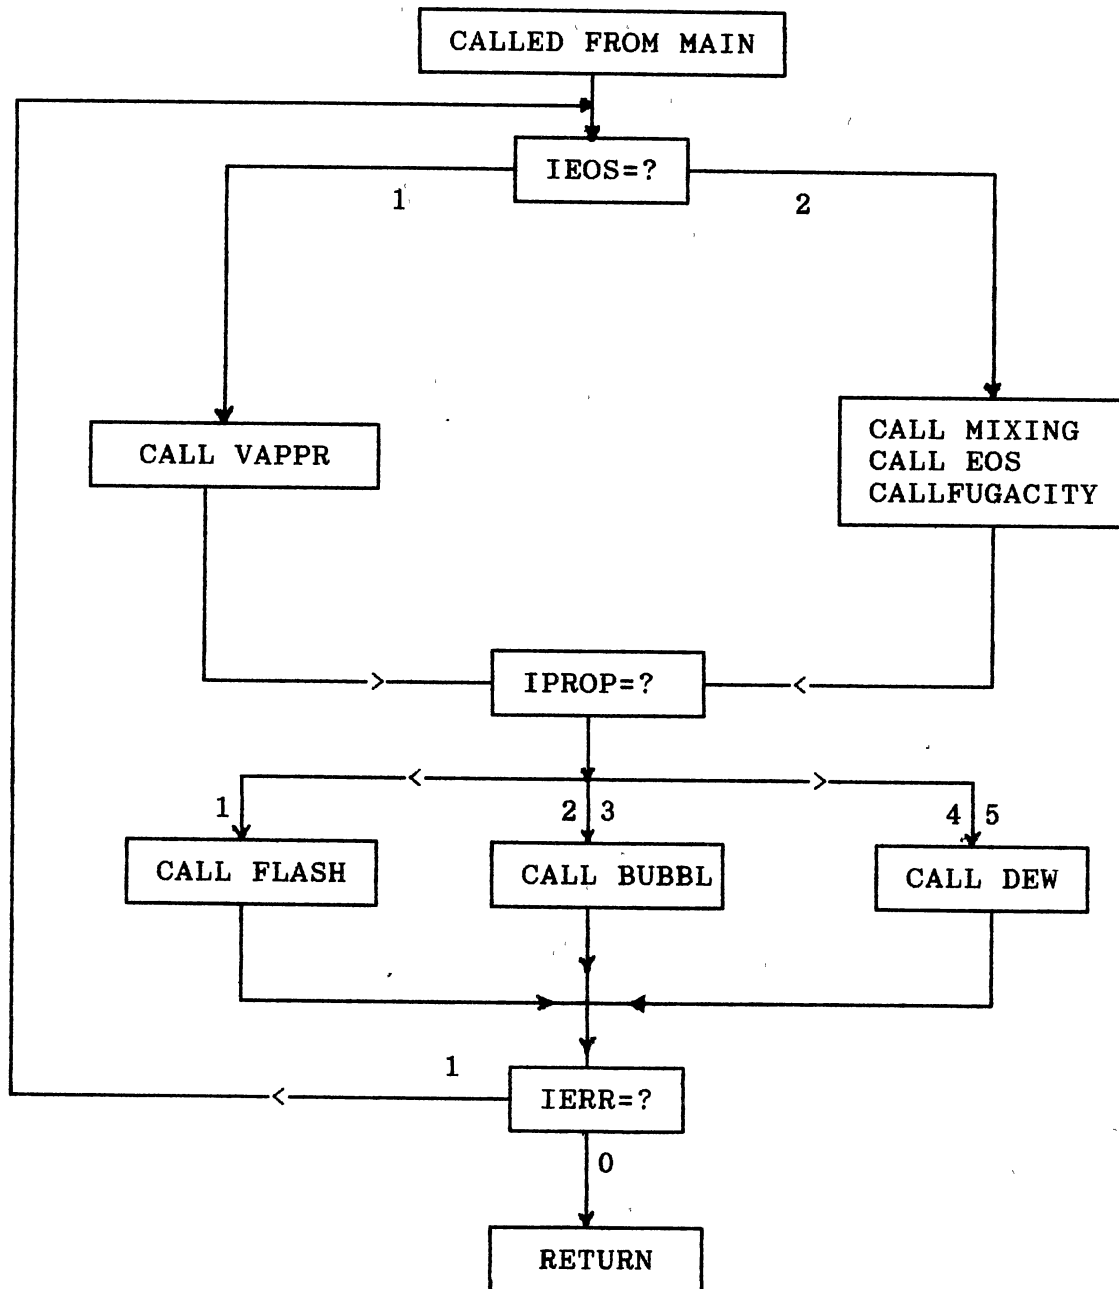 CALLED FROM MAIN
IEOS=?
1
2
CALL VAPPR
CALL MIXING
CALL EOS
CALLFUGACITY
IPROP=?
1
2 3
4 5
CALL FLASH
CALL BUBBL
CALL DEW
1
IERR=?
0
RETURN